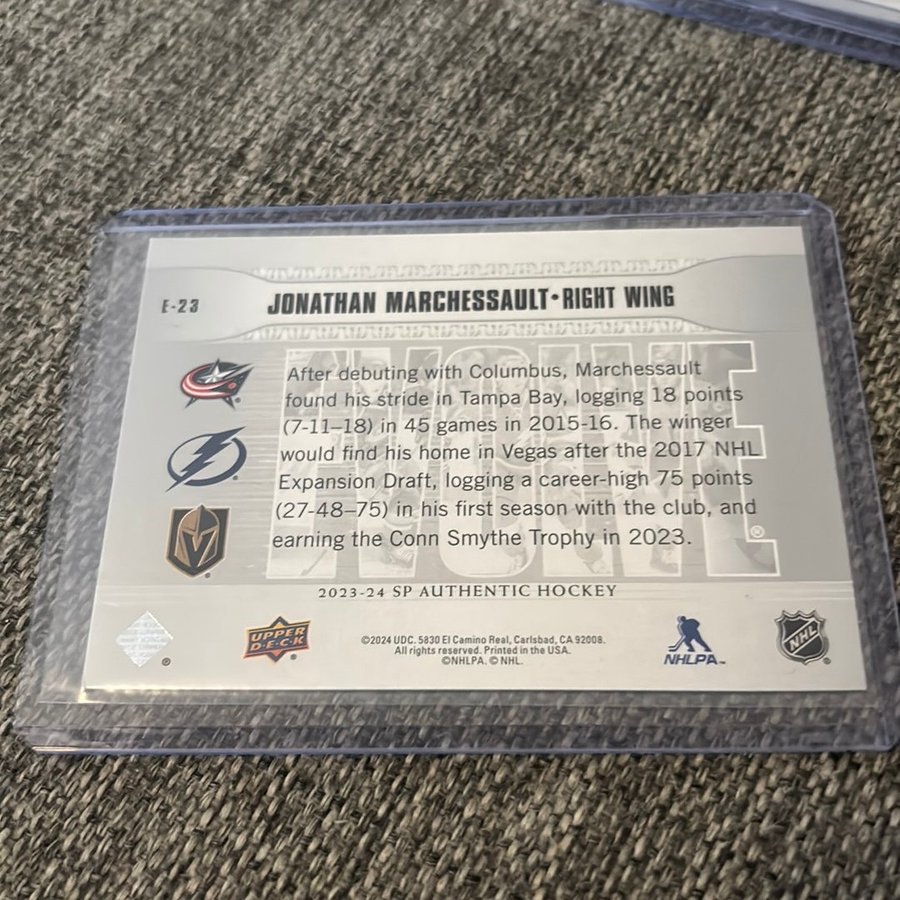 E-23
JONATHAN MARCHESSAULT•RIGHT WING
EVOLVE
After debuting with Columbus, Marchessault
found his stride in Tampa Bay, logging 18 points
(7-11–18) in 45 games in 2015-16. The winger
would find his home in Vegas after the 2017 NHL
Expansion Draft, logging a career-high 75 points
(27-48–75) in his first season with the club, and
earning the Conn Smythe Trophy in 2023.
2023-24 SP AUTHENTIC HOCKEY
UPPER
DECK
©2024 UDC. 5830 El Camino Real, Carlsbad, CA 92008.
All rights reserved. Printed in the USA.
©NHLPA. © NHL.
NHLPA™
NHL